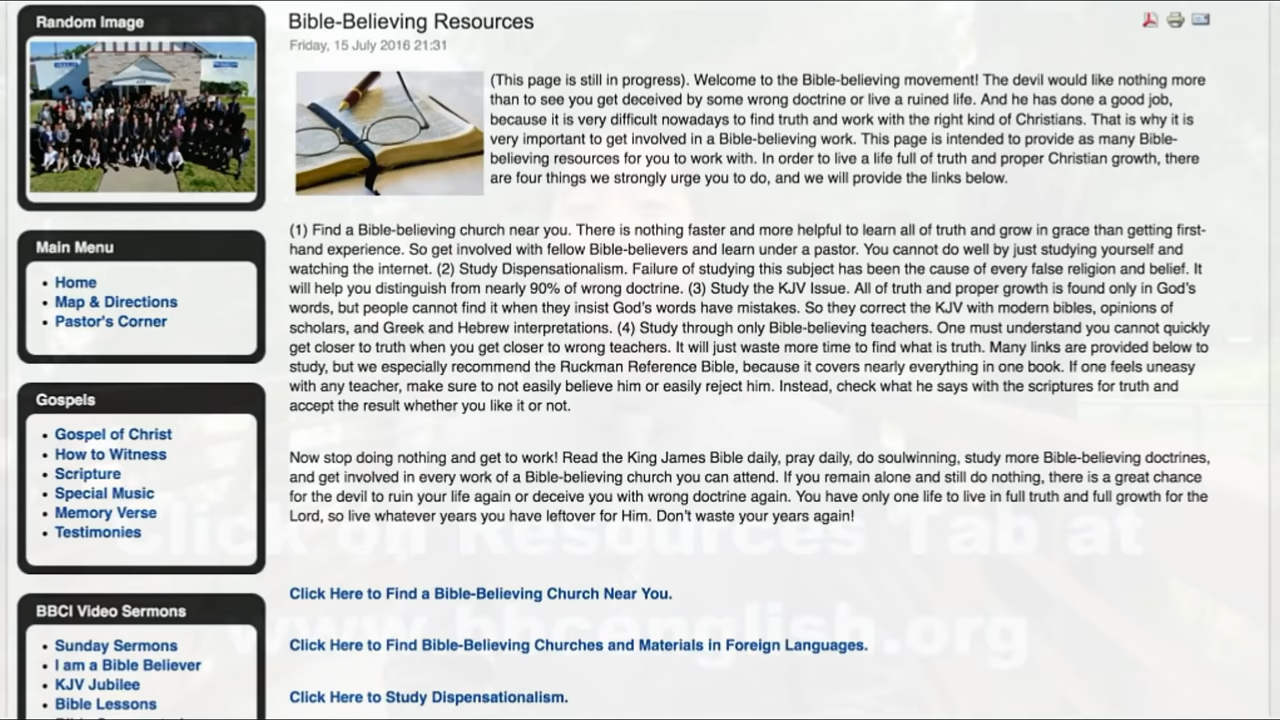 Random Image
Main Menu
Home
Map & Directions
Pastor's Corner
Gospels
Gospel of Christ
How to Witness
Scripture
Special Music
Memory Verse
Testimonies
BBCI Video Sermons
Sunday Sermons
I am a Bible Believer
KJV Jubilee
Bible Lessons
Bible-Believing Resources
Friday, 15 July 2016 21:31
(This page is still in progress). Welcome to the Bible-believing movement! The devil would like nothing more
than to see you get deceived by some wrong doctrine or live a ruined life. And he has done a good job,
because it is very difficult nowadays to find truth and work with the right kind of Christians. That is why it is
very important to get involved in a Bible-believing work. This page is intended to provide as many Bible-
believing resources for you to work with. In order to live a life full of truth and proper Christian growth, there
are four things we strongly urge you to do, and we will provide the links below.
(1) Find a Bible-believing church near you. There is nothing faster and more helpful to learn all of truth and grow in grace than getting first-
hand experience. So get involved with fellow Bible-believers and learn under a pastor. You cannot do well by just studying yourself and
watching the internet. (2) Study Dispensationalism. Failure of studying this subject has been the cause of every false religion and belief. It
will help you distinguish from nearly 90% of wrong doctrine. (3) Study the KJV Issue. All of truth and proper growth is found only in God's
words, but people cannot find it when they insist God's words have mistakes. So they correct the KJV with modern bibles, opinions of
scholars, and Greek and Hebrew interpretations. (4) Study through only Bible-believing teachers. One must understand you cannot quickly
get closer to truth when you get closer to wrong teachers. It will just waste more time to find what is truth. Many links are provided below to
study, but we especially recommend the Ruckman Reference Bible, because it covers nearly everything in one book. If one feels uneasy
with any teacher, make sure to not easily believe him or easily reject him. Instead, check what he says with the scriptures for truth and
accept the result whether you like it or not.
Now stop doing nothing and get to work! Read the King James Bible daily, pray daily, do soulwinning, study more Bible-believing doctrines,
and get involved in every work of a Bible-believing church you can attend. If you remain alone and still do nothing, there is a great chance
for the devil to ruin your life again or deceive you with wrong doctrine again. You have only one life to live in full truth and full growth for the
Lord, so live whatever years you have leftover for Him. Don't waste your years again!
Click on Resources Tab at
www.bbcenglish.org
Click Here to Find a Bible-Believing Church Near You.
Click Here to Find Bible-Believing Churches and Materials in Foreign Languages.
Click Here to Study Dispensationalism.